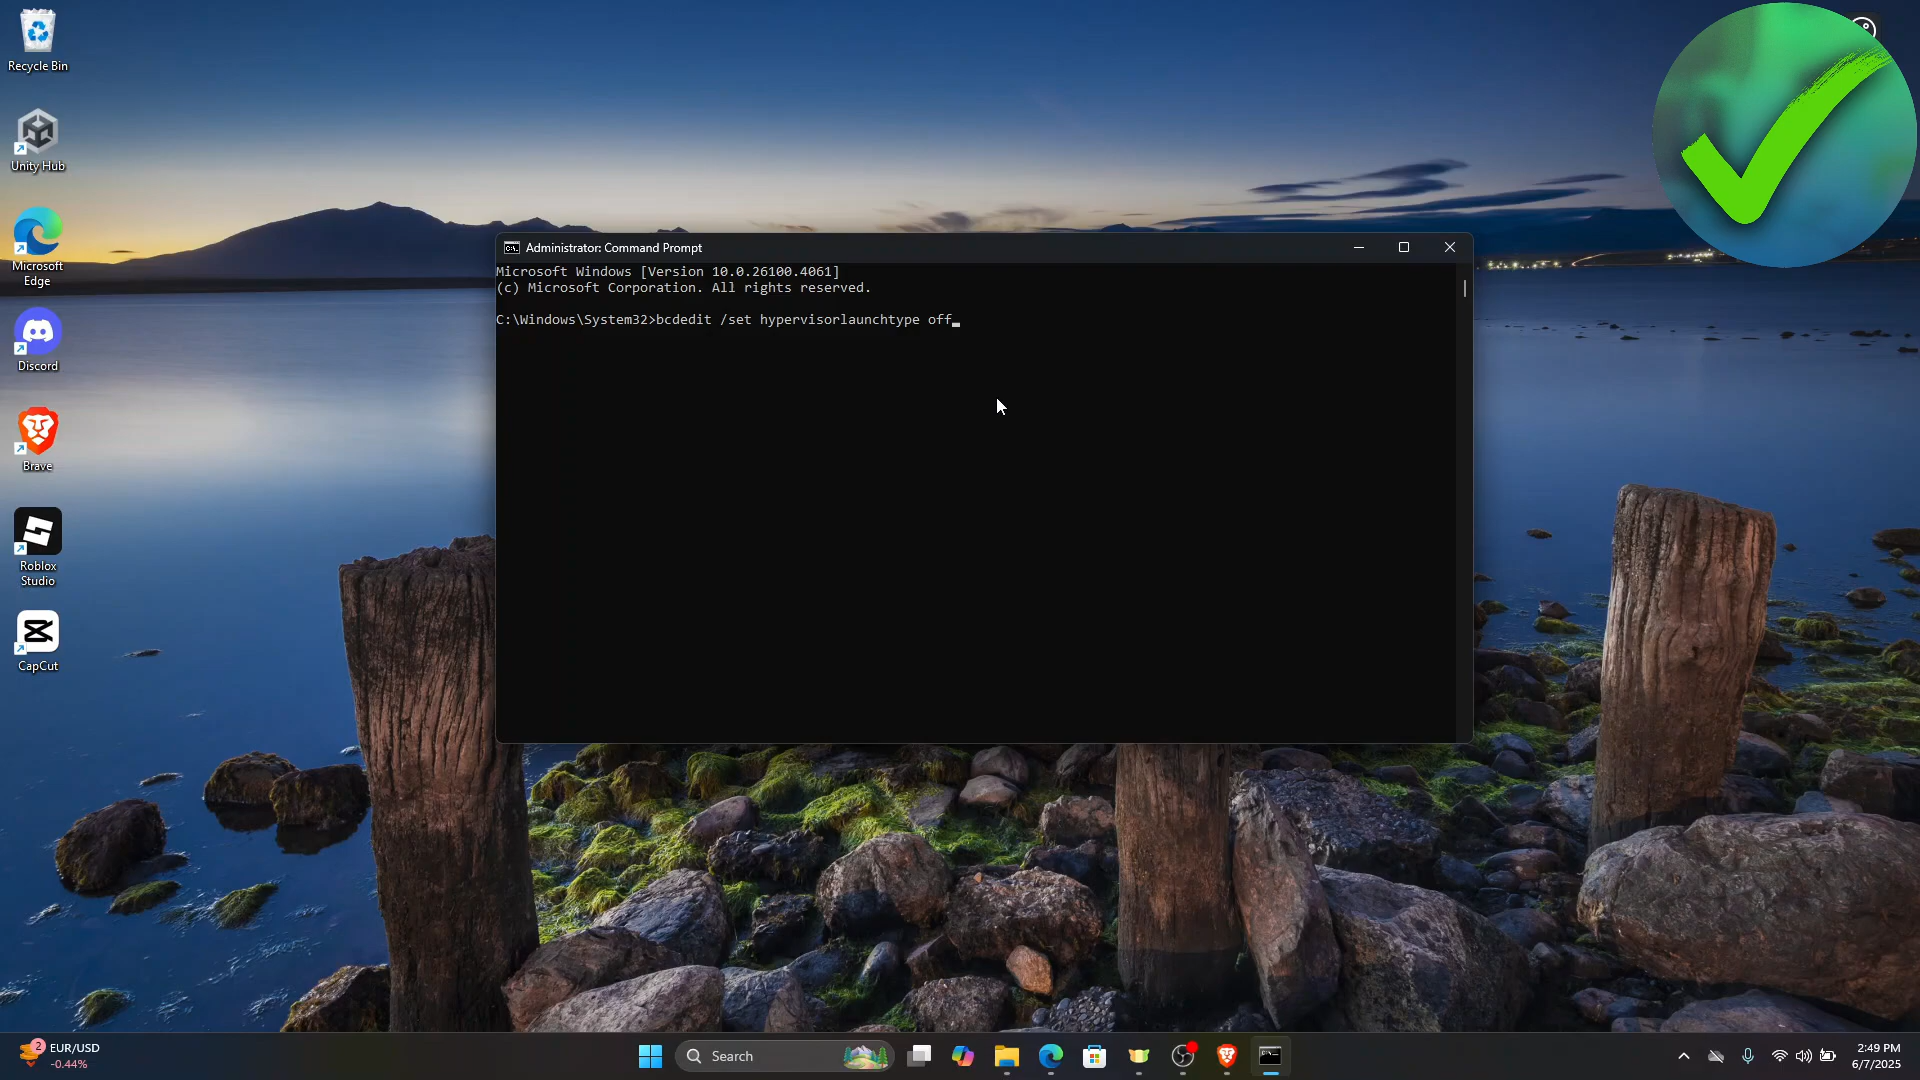 Recycle Bin
Unity Hub
Microsoft
Edge
Discord
Brave
Roblox
Studio
CapCut
Administrator: Command Prompt
Microsoft Windows [Version 10.0.26100.4061]
(c) Microsoft Corporation. All rights reserved.
C:\Windows\System32>bcdedit /set hypervisorlaunchtype off
2
EUR/USD
-0.44%
Search
2:49 PM
6/7/2025